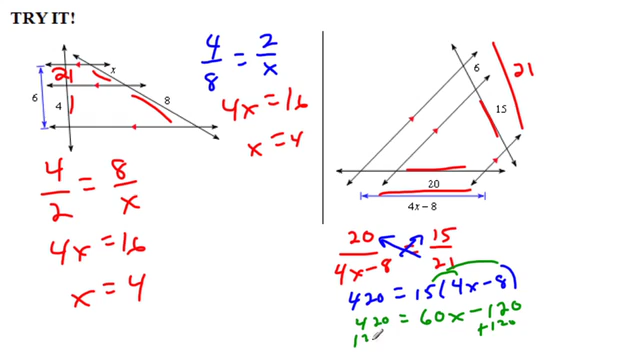 TRY IT!
2
x
6
4
8
4/8 = 2/x
4x = 16
x = 4
4/2 = 8/x
4x = 16
x = 4
6
21
15
20
4x – 8
20/4x-8 = 15/21
420 = 15(4x-8)
420 = 60x - 120
+120